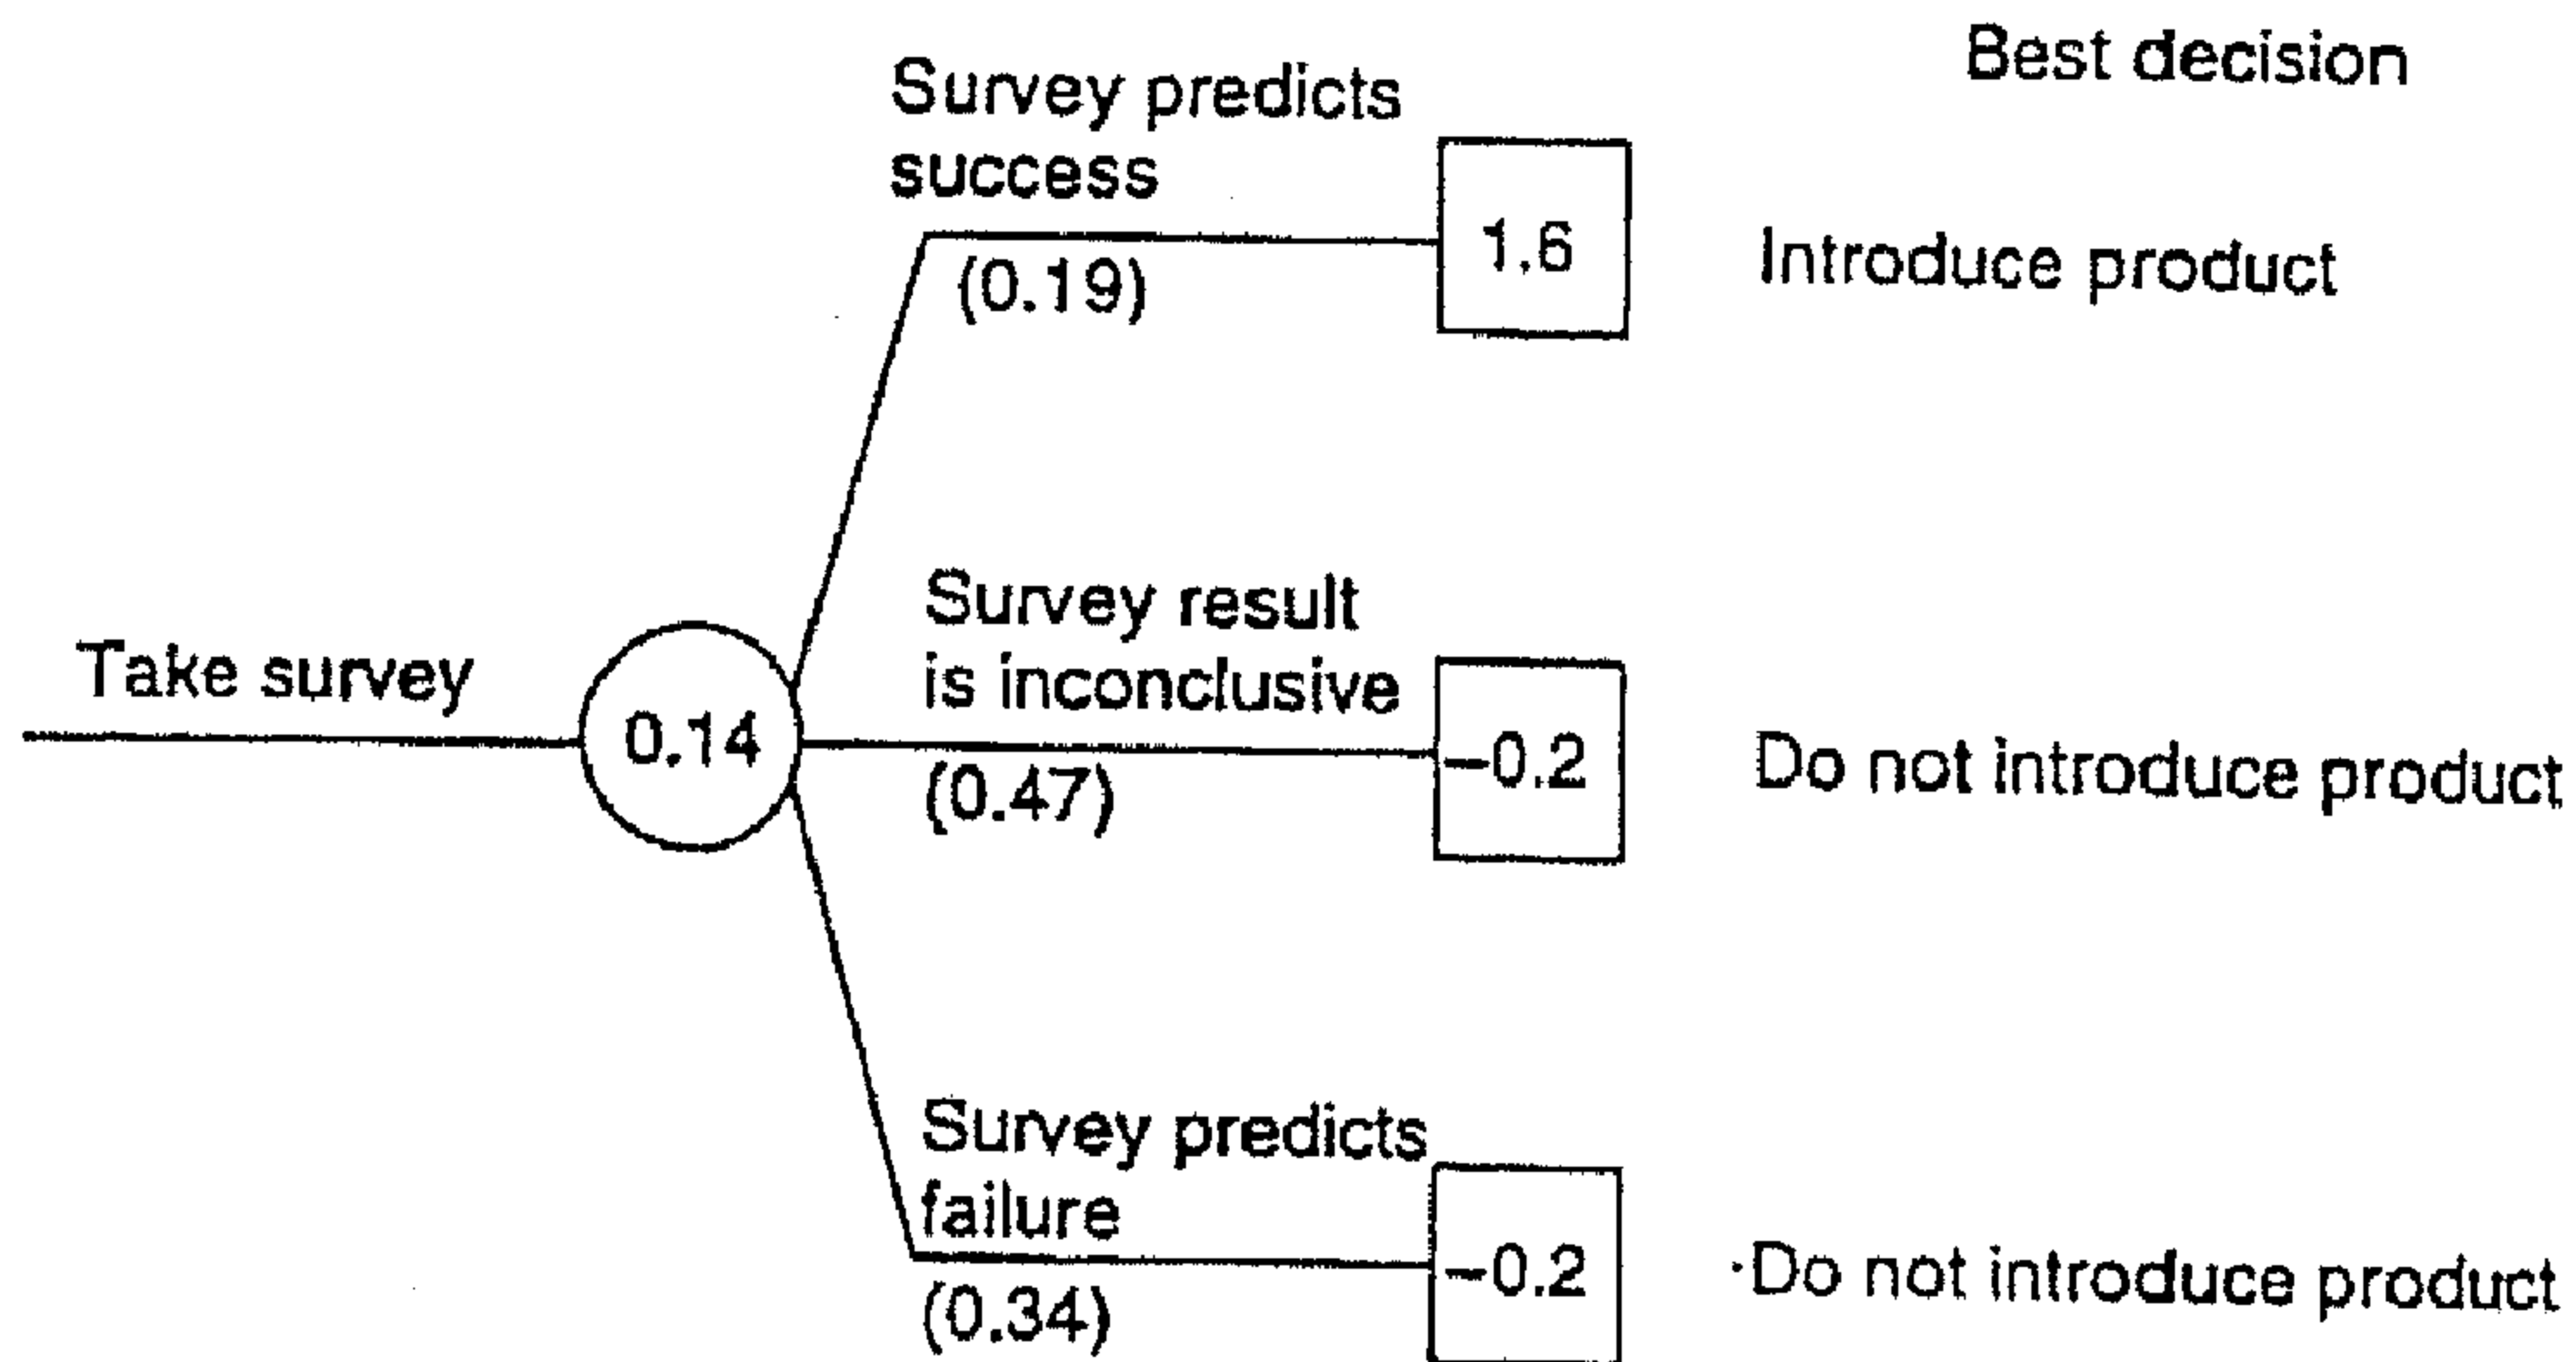 Best decision
Survey predicts
success
1.6
Introduce product
(0.19)
Survey result
is inconclusive
Take survey
0.14
−0.2
Do not introduce product
(0.47)
Survey predicts
failure
−0.2
Do not introduce product
(0.34)